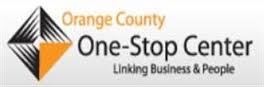 Orange County
One-Stop Center
Linking Business & People